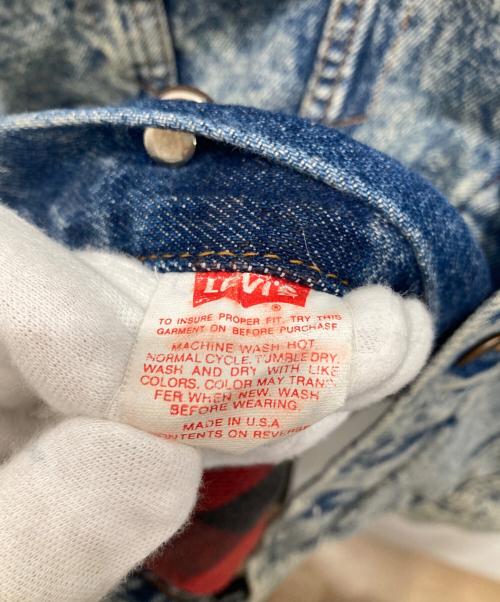 Levi's
®
TO INSURE PROPER FIT, TRY THIS
GARMENT ON BEFORE PURCHASE
MACHINE WASH HOT,
NORMAL CYCLE. TUMBLE DRY.
WASH AND DRY WITH LIKE
COLORS. COLOR MAY TRANS
FER WHEN NEW. WASH
BEFORE WEARING.
MADE IN U.S.A.
CONTENTS ON REVERSE